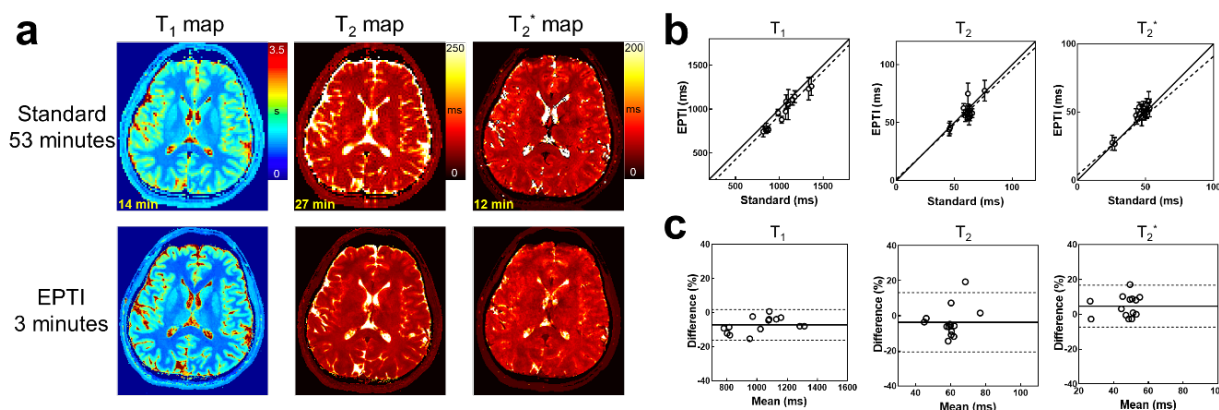 a
T1 map
T2 map
T2* map
Standard
53 minutes
3.5
s
0
14 min
250
ms
0
27 min
200
ms
0
12 min
EPTI
3 minutes
b
T1
EPTI (ms)
1500
1000
500
500 1000 1500
Standard (ms)
T2
EPTI (ms)
100
50
0
0 50 100
Standard (ms)
T2*
EPTI (ms)
100
50
0
0 50 100
Standard (ms)
c
T1
Difference (%)
40
20
0
-20
-40
800 1000 1200 1400 1600
Mean (ms)
T2
Difference (%)
40
20
0
-20
-40
40 60 80 100
Mean (ms)
T2*
Difference (%)
40
20
0
-20
-40
20 40 60 80 100
Mean (ms)